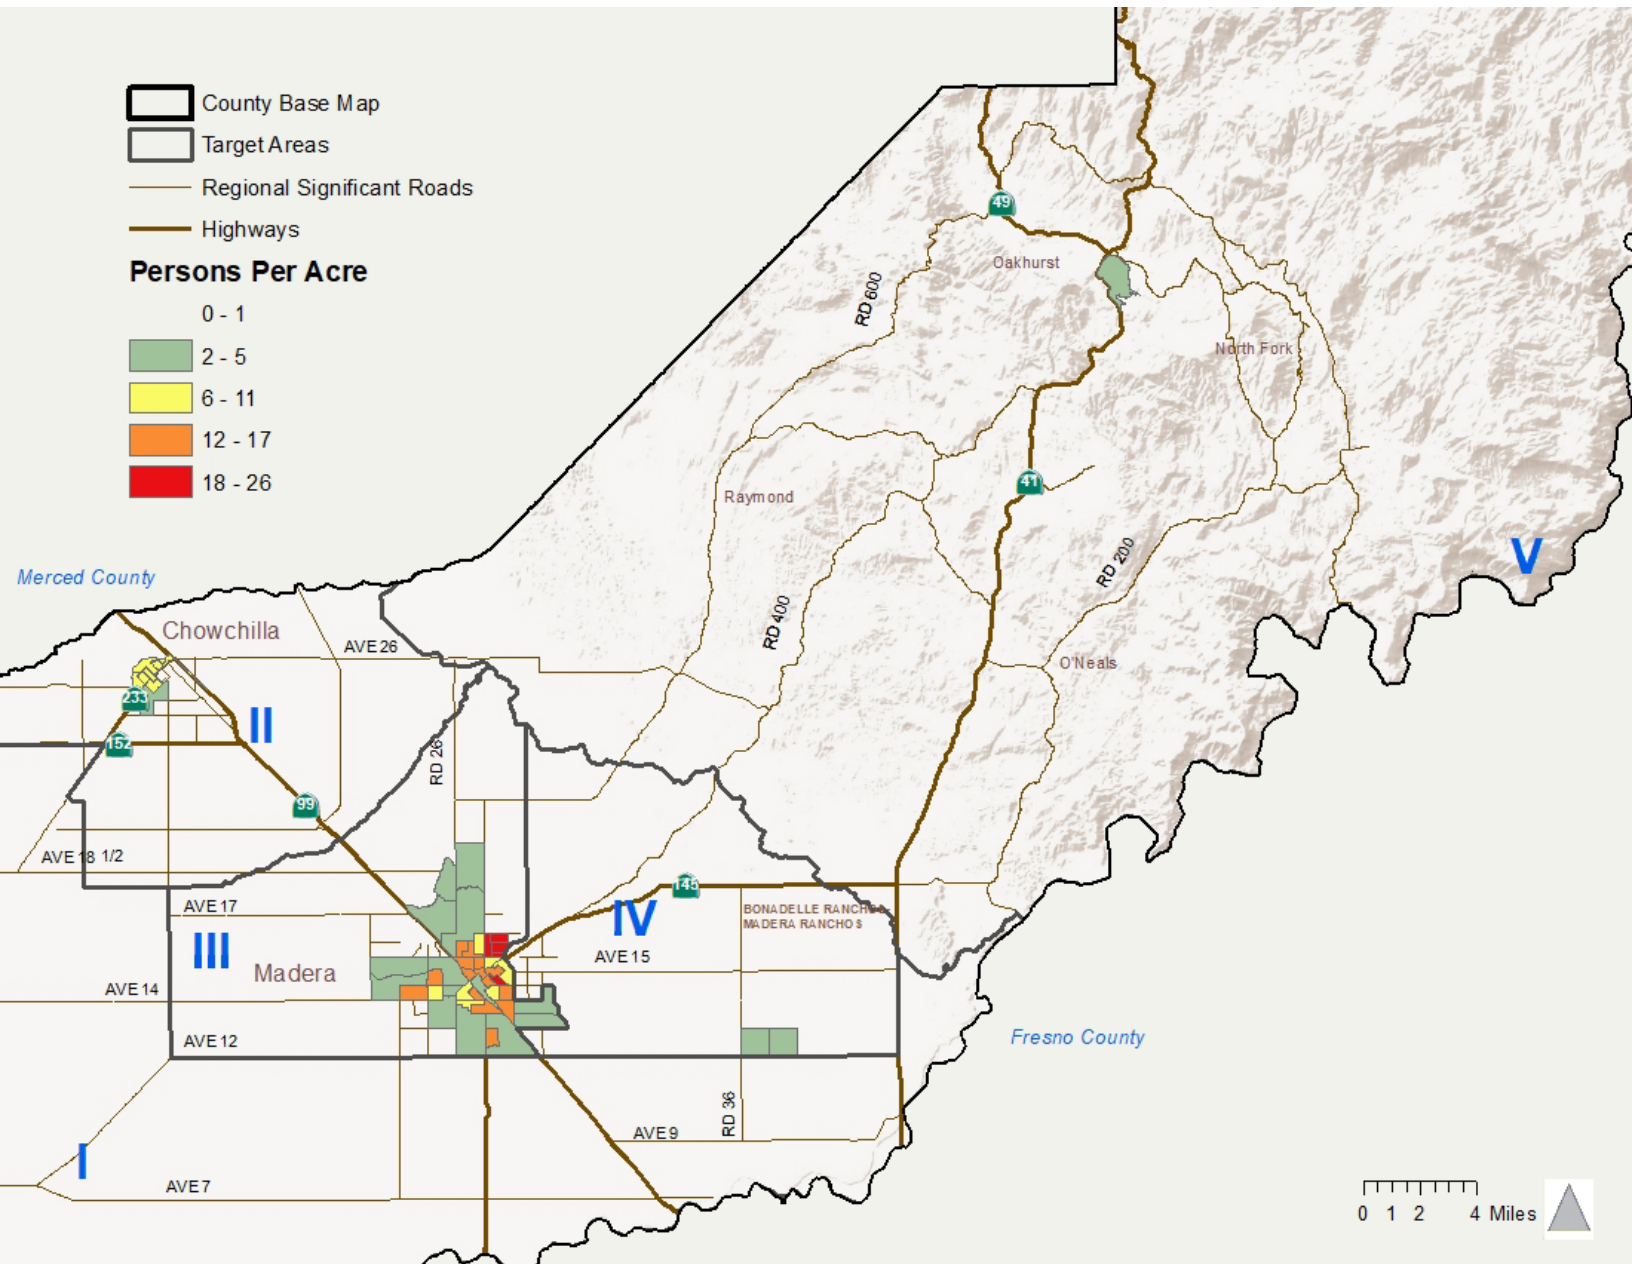 County Base Map
Target Areas
Regional Significant Roads
Highways
Persons Per Acre
0 - 1
2 - 5
6 - 11
12 - 17
18 - 26
49
Oakhurst
RD 600
North Fork
Raymond
41
V
RD 200
Merced County
RD 400
Chowchilla
AVE 26
O'Neals
233
II
152
RD 26
99
AVE 18 1/2
145
AVE 17
IV
BONADELLE RANCHOS-
MADERA RANCHOS
III
AVE 15
Madera
AVE 14
AVE 12
Fresno County
RD 36
AVE 9
I
AVE 7
0 1 2 4 Miles